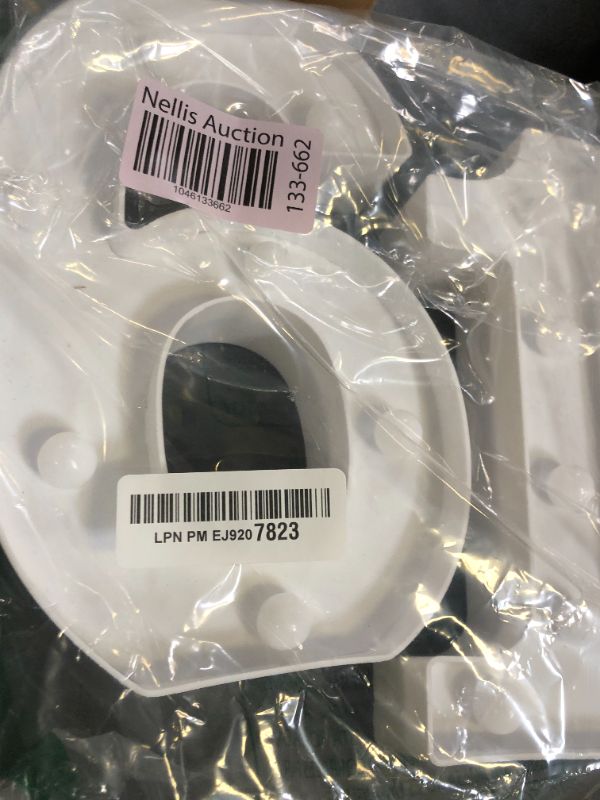 Nellis Auction
1046133662
133-662
LPN PM EJ920 7823